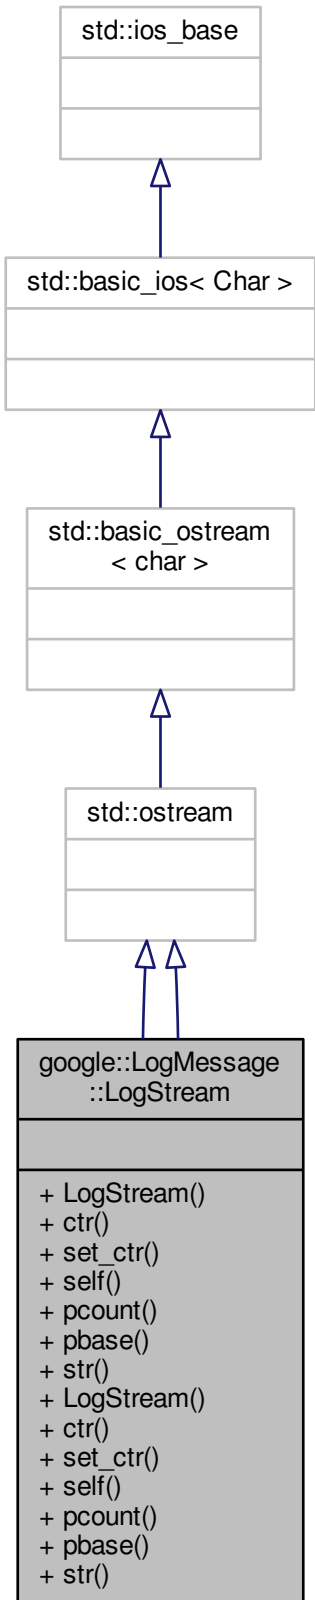 std::ios_base
std::basic_ios< Char >
std::basic_ostream
< char >
std::ostream
google::LogMessage
::LogStream
+ LogStream()
+ ctr()
+ set_ctr()
+ self()
+ pcount()
+ pbase()
+ str()
+ LogStream()
+ ctr()
+ set_ctr()
+ self()
+ pcount()
+ pbase()
+ str()